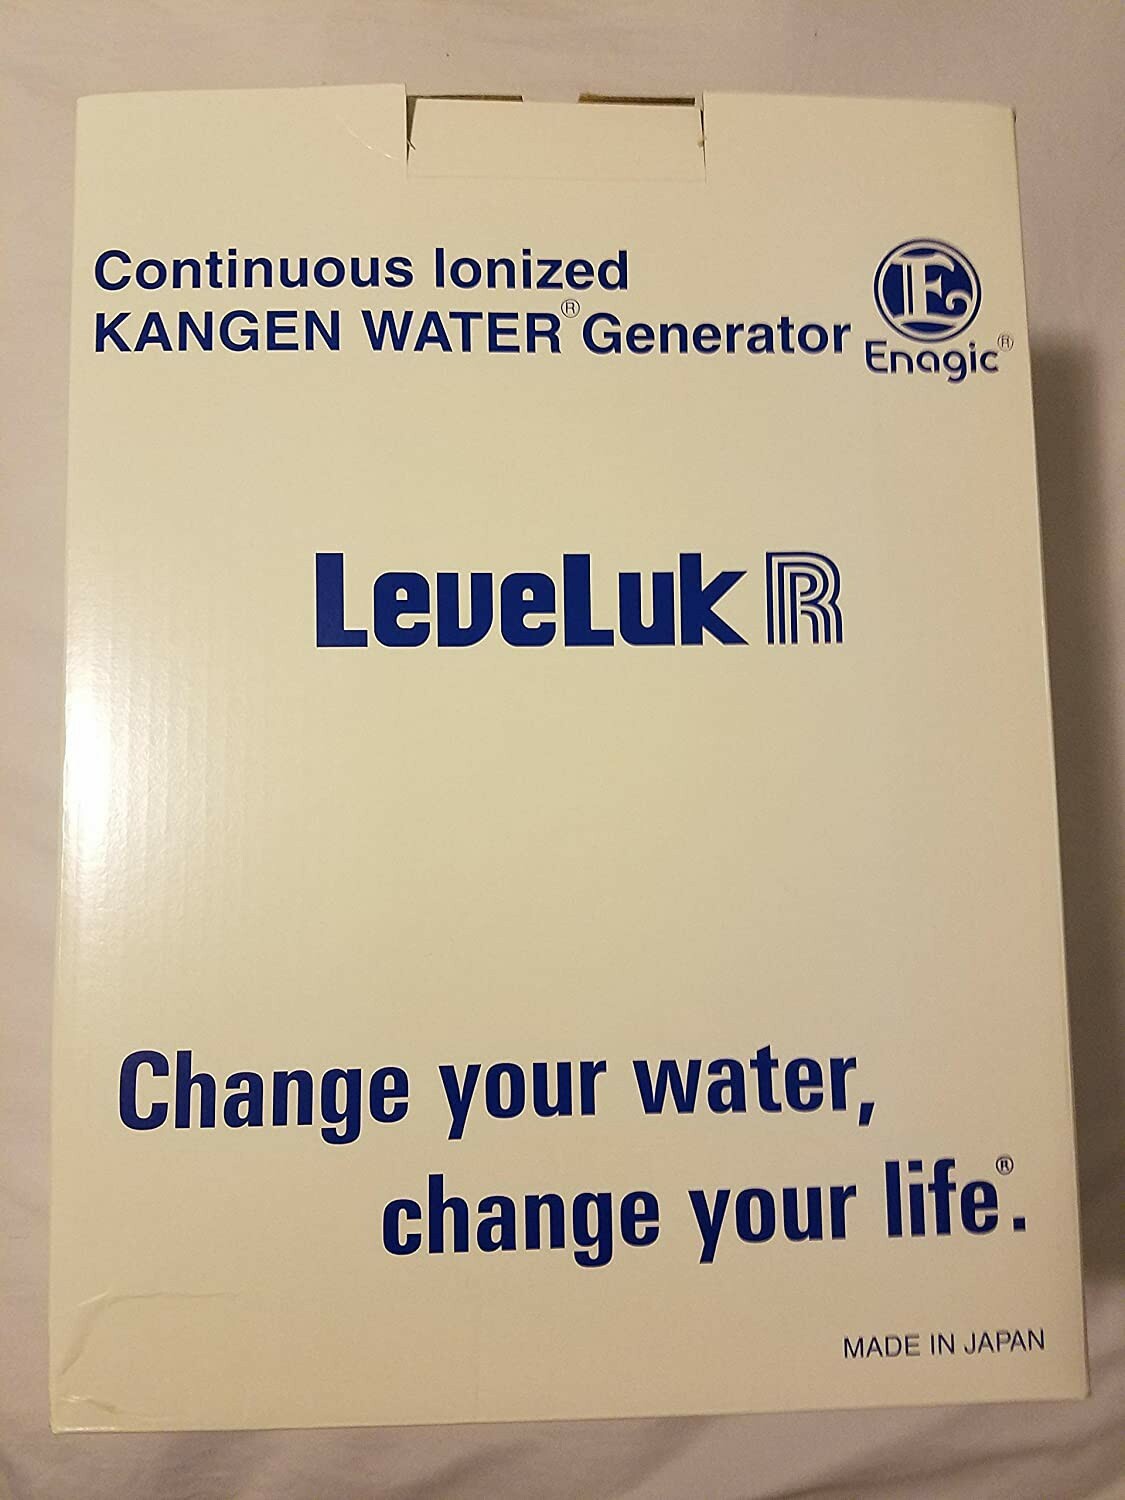 Continuous Ionized
KANGEN WATER® Generator
E
Enagic®
LeveLuk R
Change your water,
change your life®.
MADE IN JAPAN